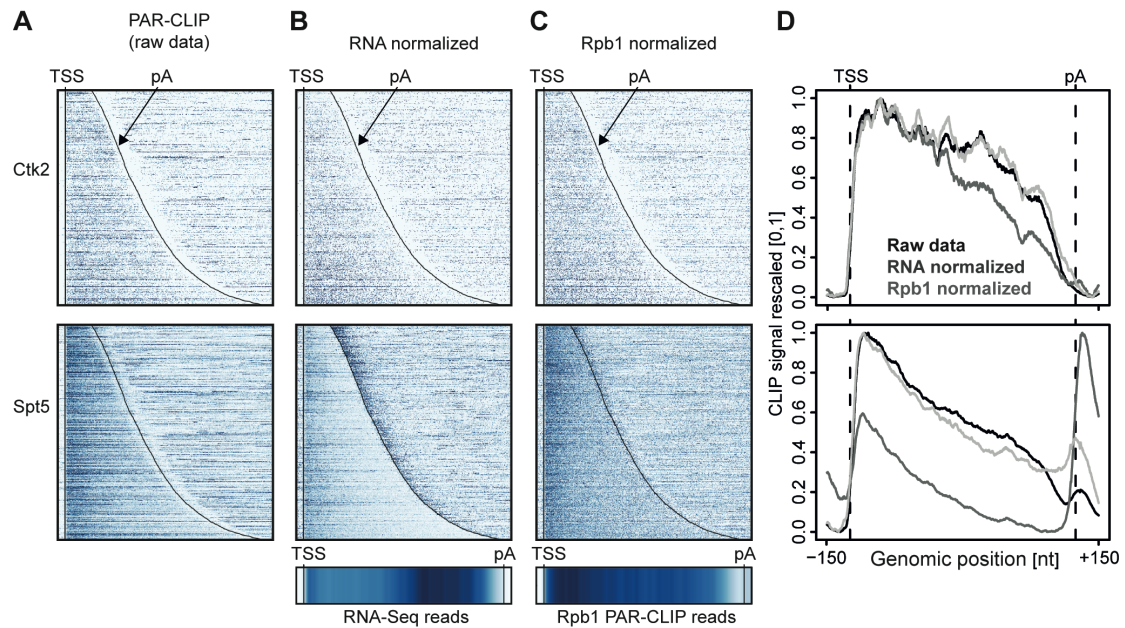 A
PAR-CLIP
(raw data)
B
RNA normalized
C
Rpb1 normalized
D
TSS
pA
TSS
pA
TSS
pA
TSS
pA
Ctk2
Spt5
1.0
0.8
0.6
0.4
0.2
0.0
Raw data
RNA normalized
Rpb1 normalized
CLIP signal rescaled [0,1]
1.0
0.8
0.6
0.4
0.2
0.0
−150
Genomic position [nt]
+150
TSS
pA
RNA-Seq reads
TSS
pA
Rpb1 PAR-CLIP reads